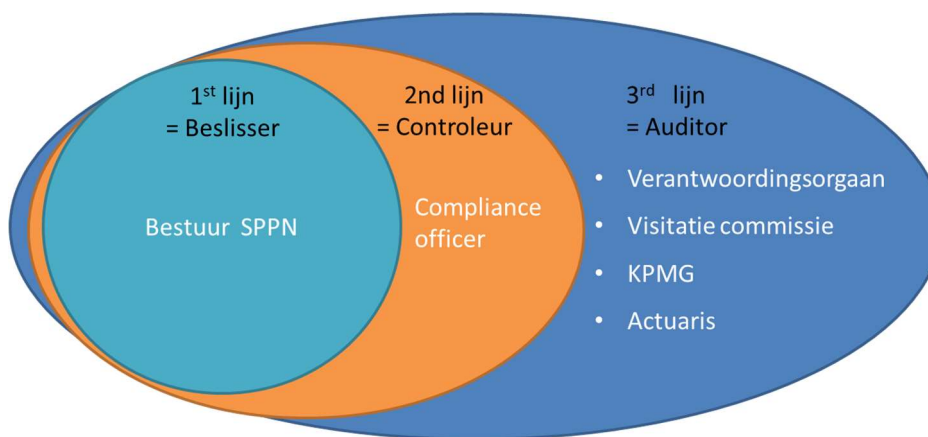 1st lijn
= Beslisser
2nd lijn
= Controleur
3rd lijn
= Auditor
Bestuur SPPN
Compliance
officer
• Verantwoordingsorgaan
• Visitatie commissie
• KPMG
• Actuaris